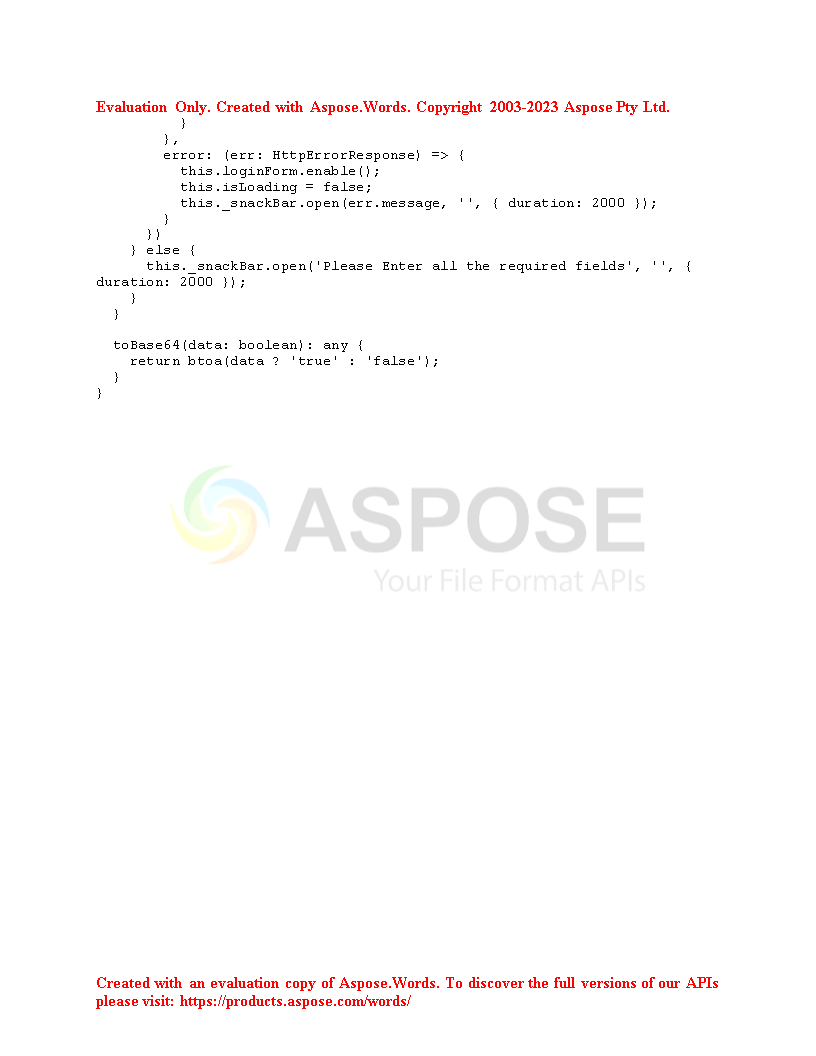 Evaluation Only. Created with Aspose.Words. Copyright 2003-2023 Aspose Pty Ltd.
          }
        },
        error: (err: HttpErrorResponse) => {
          this.loginForm.enable();
          this.isLoading = false;
          this._snackBar.open(err.message, '', { duration: 2000 });
        }
      })
    } else {
      this._snackBar.open('Please Enter all the required fields', '', {
duration: 2000 });
    }
  }

  toBase64(data: boolean): any {
    return btoa(data ? 'true' : 'false');
  }
}
ASPOSE
Your File Format APIs
Created with an evaluation copy of Aspose.Words. To discover the full versions of our APIs
please visit: https://products.aspose.com/words/